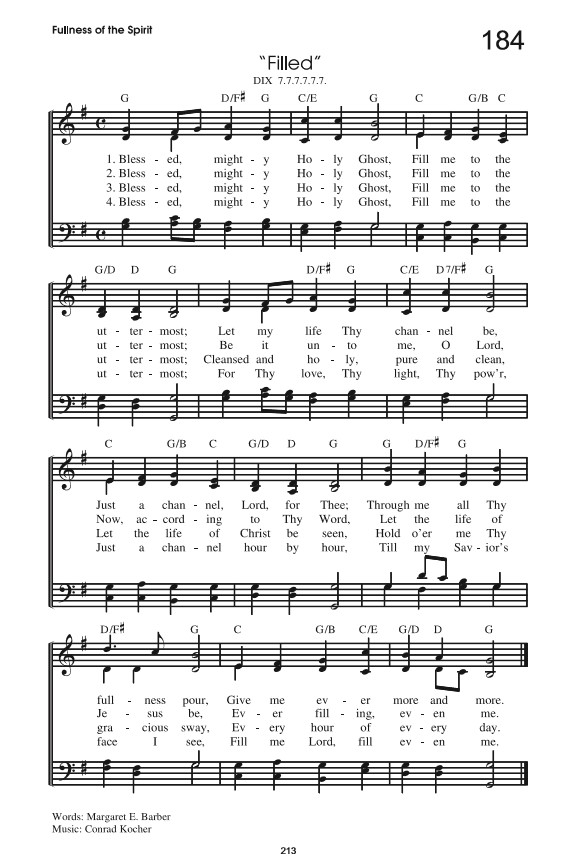 Fullness of the Spirit
184
“Filled”
DIX 7.7.7.7.7.7.
G D/F♯ G C/E G C G/B C
1. Bless - ed, might - y Ho - ly Ghost, Fill me to the
2. Bless - ed, might - y Ho - ly Ghost, Fill me to the
3. Bless - ed, might - y Ho - ly Ghost, Fill me to the
4. Bless - ed, might - y Ho - ly Ghost, Fill me to the
G/D D G D/F♯ G C/E D7/F♯ G
ut - ter - most; Let my life Thy chan - nel be,
ut - ter - most; Be it un - to me, O Lord,
ut - ter - most; Cleansed and ho - ly, pure and clean,
ut - ter - most; For Thy love, Thy light, Thy pow'r,
C G/B C G/D D G G D/F♯ G
Just a chan - nel, Lord, for Thee; Through me all Thy
Now, ac - cord - ing to Thy Word, Let the life of
Let the life of Christ be seen, Hold o'er me Thy
Just a chan - nel hour by hour, Till my Sav - ior's
D/F♯ G C G/B C/E G/D D G
full - ness pour, Give me ev - er more and more.
Je - sus be, Ev - er fill - ing, ev - en me.
gra - cious sway, Ev - ery hour of ev - ery day.
face I see, Fill me Lord, fill ev - en me.
Words: Margaret E. Barber
Music: Conrad Kocher
213